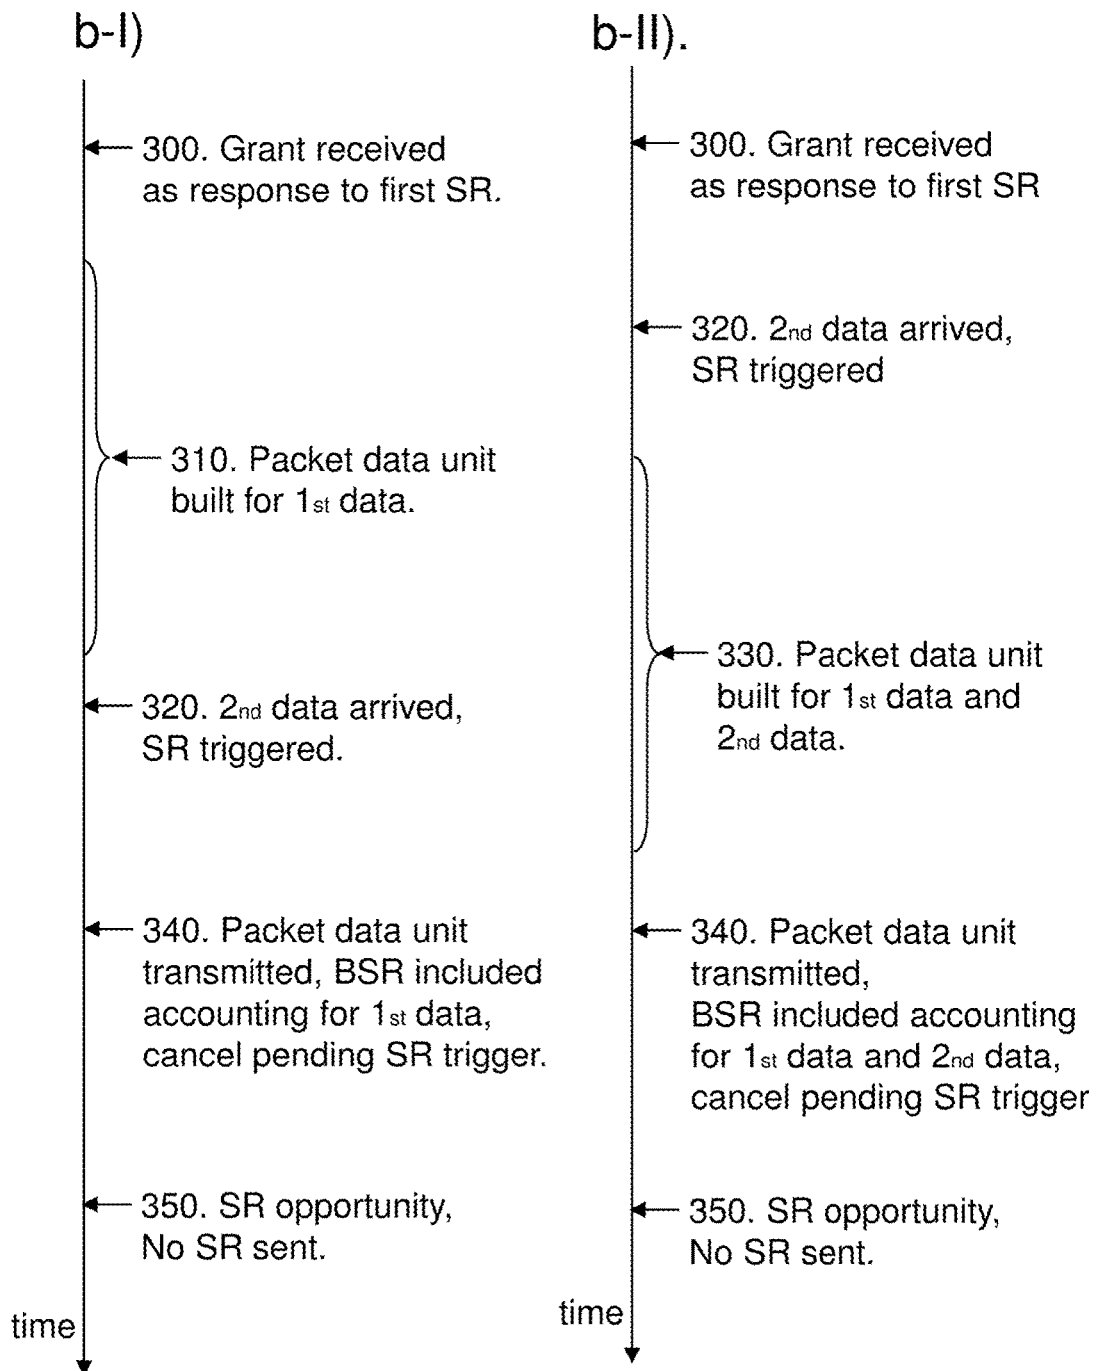 b-I)
300. Grant received
as response to first SR.
310. Packet data unit
built for 1st data.
320. 2nd data arrived,
SR triggered.
340. Packet data unit
transmitted, BSR included
accounting for 1st data,
cancel pending SR trigger.
350. SR opportunity,
No SR sent.
time
b-II).
300. Grant received
as response to first SR
320. 2nd data arrived,
SR triggered
330. Packet data unit
built for 1st data and
2nd data.
340. Packet data unit
transmitted,
BSR included accounting
for 1st data and 2nd data,
cancel pending SR trigger
350. SR opportunity,
No SR sent.
time